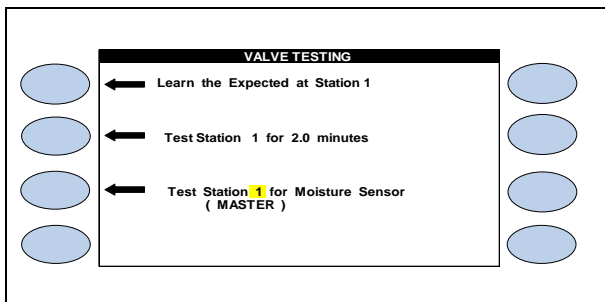 VALVE TESTING
Learn the Expected at Station 1
Test Station 1 for 2.0 minutes
Test Station 1 for Moisture Sensor
( MASTER )